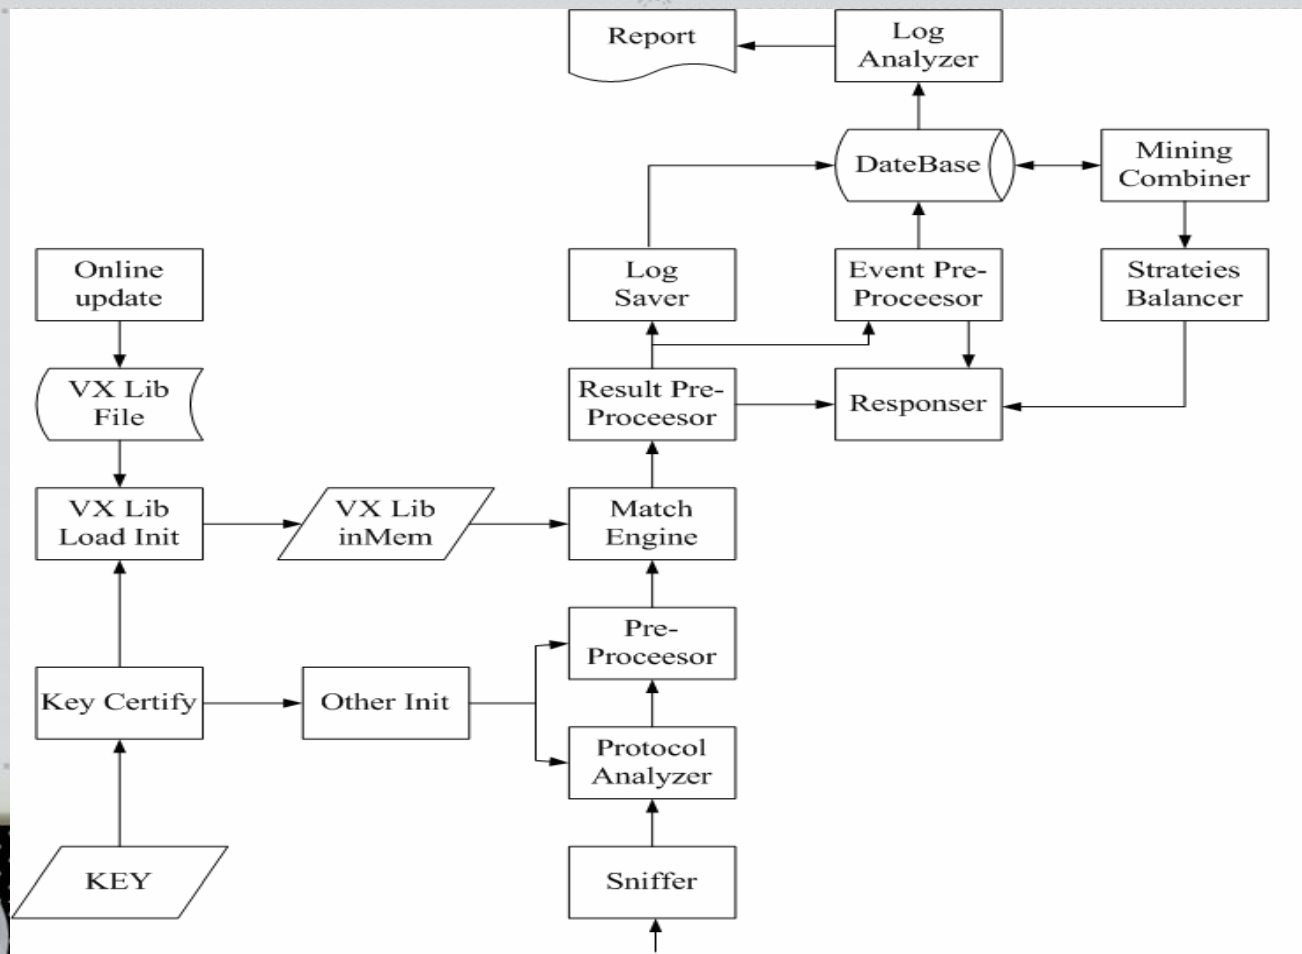 Report
Log
Analyzer
DateBase
Mining
Combiner
Online
update
Log
Saver
Event Pre-
Proceesor
Strateies
Balancer
VX Lib
File
Result Pre-
Proceesor
Responser
VX Lib
Load Init
VX Lib
inMem
Match
Engine
Pre-
Proceesor
Key Certify
Other Init
Protocol
Analyzer
KEY
Sniffer